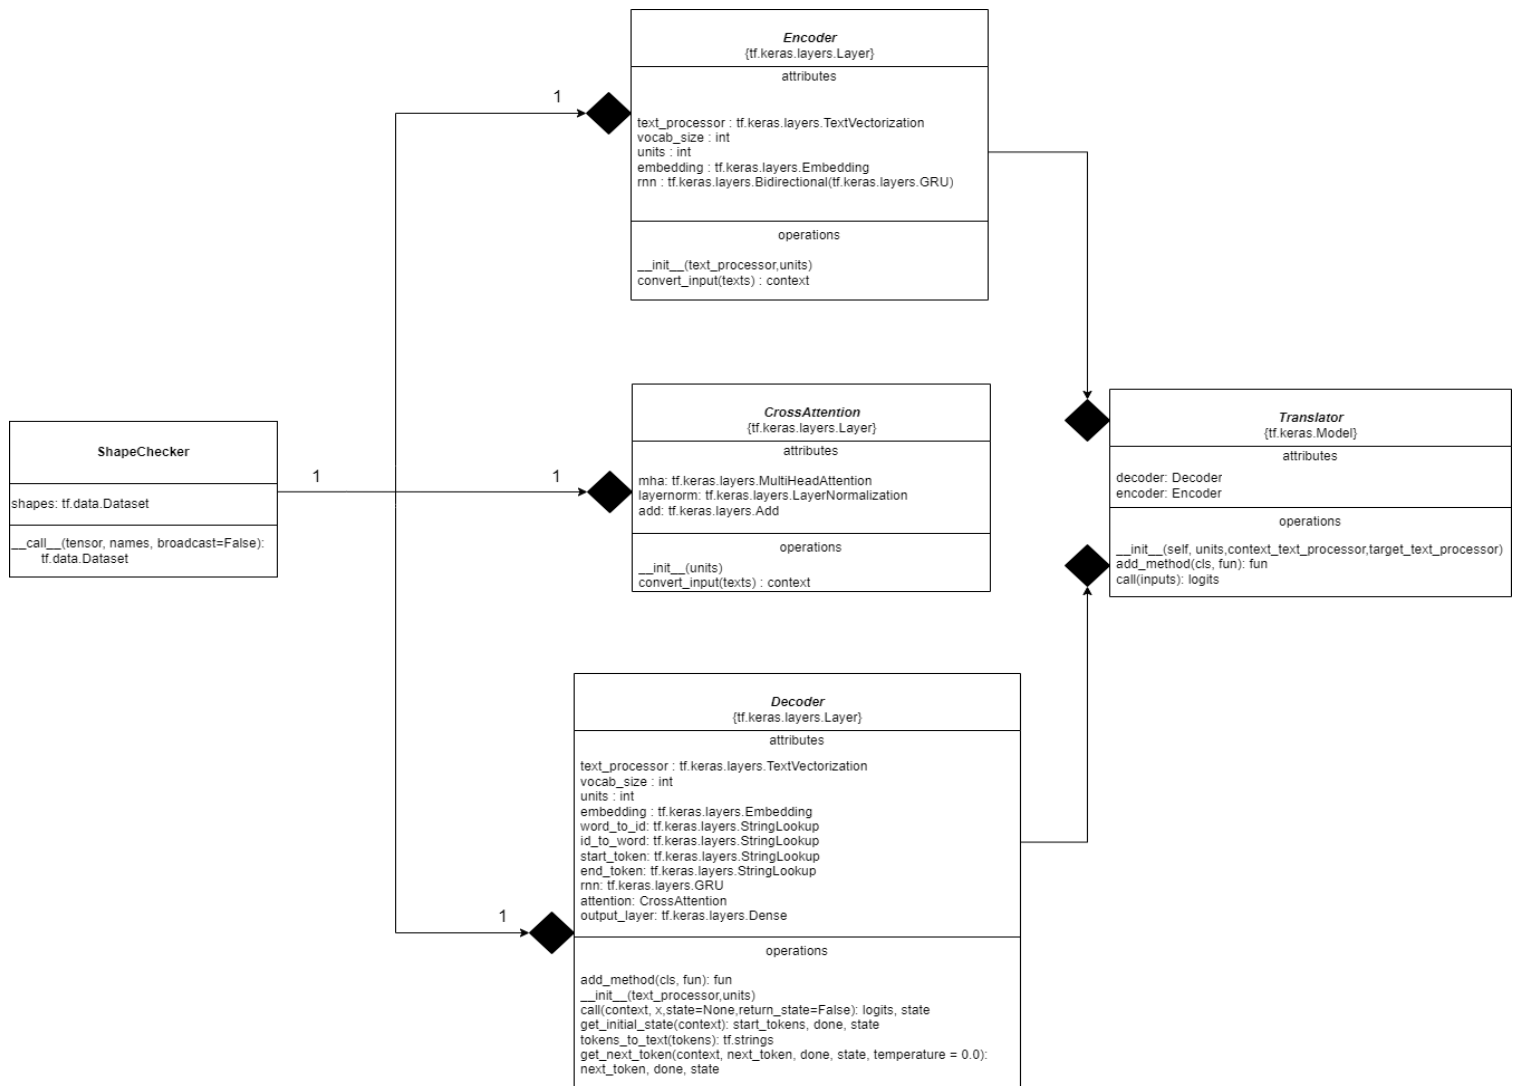 Encoder
{tf.keras.layers.Layer}
attributes
text_processor : tf.keras.layers.TextVectorization
vocab_size : int
units : int
embedding : tf.keras.layers.Embedding
rnn : tf.keras.layers.Bidirectional(tf.keras.layers.GRU)
operations
__init__(text_processor,units)
convert_input(texts) : context
1
ShapeChecker
shapes: tf.data.Dataset
__call__(tensor, names, broadcast=False):
tf.data.Dataset
1
1
CrossAttention
{tf.keras.layers.Layer}
attributes
mha: tf.keras.layers.MultiHeadAttention
layernorm: tf.keras.layers.LayerNormalization
add: tf.keras.layers.Add
operations
__init__(units)
convert_input(texts) : context
Translator
{tf.keras.Model}
attributes
decoder: Decoder
encoder: Encoder
operations
__init__(self, units,context_text_processor,target_text_processor)
add_method(cls, fun): fun
call(inputs): logits
1
Decoder
{tf.keras.layers.Layer}
attributes
text_processor : tf.keras.layers.TextVectorization
vocab_size : int
units : int
embedding : tf.keras.layers.Embedding
word_to_id: tf.keras.layers.StringLookup
id_to_word: tf.keras.layers.StringLookup
start_token: tf.keras.layers.StringLookup
end_token: tf.keras.layers.StringLookup
rnn: tf.keras.layers.GRU
attention: CrossAttention
output_layer: tf.keras.layers.Dense
operations
add_method(cls, fun): fun
__init__(text_processor,units)
call(context, x,state=None,return_state=False): logits, state
get_initial_state(context): start_tokens, done, state
tokens_to_text(tokens): tf.strings
get_next_token(context, next_token, done, state, temperature = 0.0):
next_token, done, state